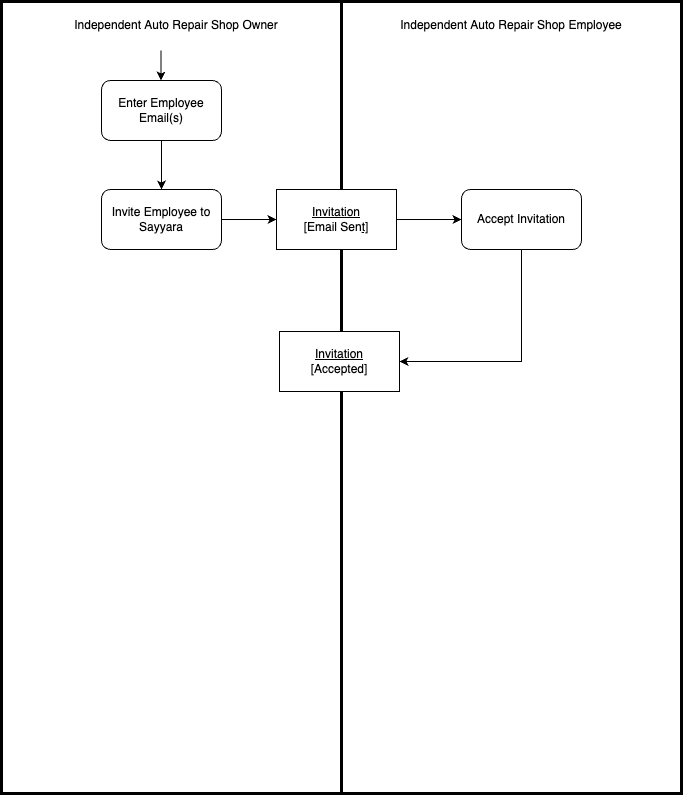 Independent Auto Repair Shop Owner
Independent Auto Repair Shop Employee
Enter Employee
Email(s)
Invite Employee to
Sayyara
Invitation
[Email Sent]
Accept Invitation
Invitation
[Accepted]